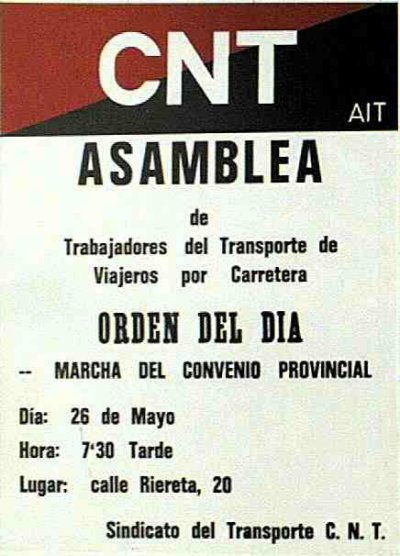 CNT
AIT
ASAMBLEA
de
Trabajadores del Transporte de
Viajeros por Carretera
ORDEN DEL DIA
-- MARCHA DEL CONVENIO PROVINCIAL
Día: 26 de Mayo
Hora: 7'30 Tarde
Lugar: calle Riereta, 20
Sindicato del Transporte C. N. T.